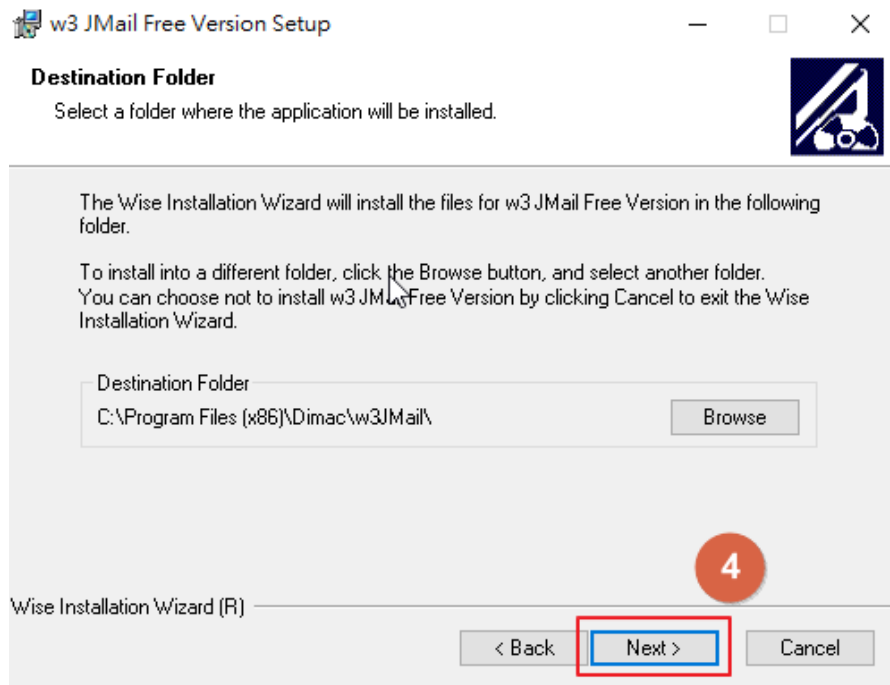 w3 JMail Free Version Setup
Destination Folder
Select a folder where the application will be installed.
The Wise Installation Wizard will install the files for w3 JMail Free Version in the following
folder.
To install into a different folder, click the Browse button, and select another folder.
You can choose not to install w3 JMail Free Version by clicking Cancel to exit the Wise
Installation Wizard.
Destination Folder
C:\Program Files (x86)\Dimac\w3JMail\
Browse
4
Wise Installation Wizard (R)
< Back
Next >
Cancel